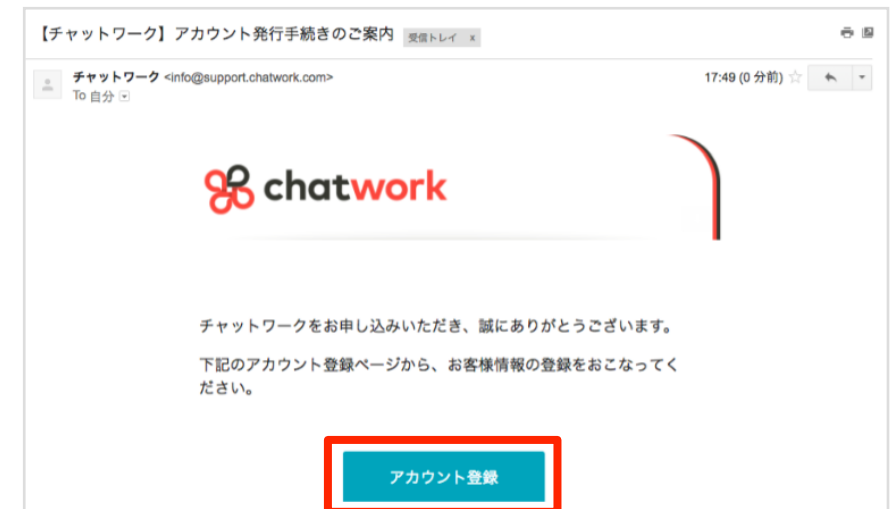 【チャットワーク】アカウント発行手続きのご案内 受信トレイ x
チャットワーク <info@support.chatwork.com> 17:49 (0 分前)
To 自分
chatwork
チャットワークをお申し込みいただき、誠にありがとうございます。
下記のアカウント登録ページから、お客様情報の登録をおこなってく
ださい。
アカウント登録